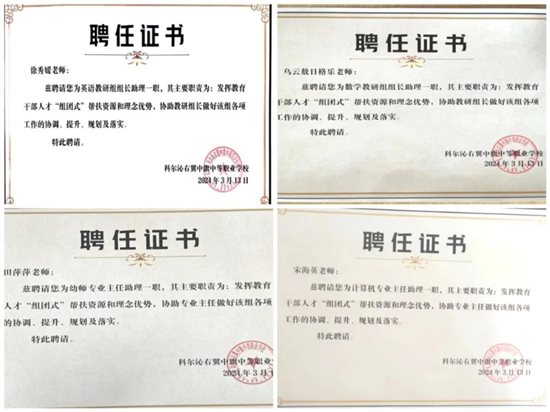 聘任证书
徐秀媛老师：
兹聘请您为英语教研组组长助理一职，其主要职责为：发挥教育
干部人才“组团式”帮扶资源和理念优势，协助教研组长做好该组各项
工作的协调、提升、规划及落实。
特此聘请。
科尔沁右翼中旗中等职业学校
2024年3月13日
聘任证书
乌云敖日格乐老师：
兹聘请您为数学教研组组长助理一职，其主要职责为：发挥教育
干部人才“组团式”帮扶资源和理念优势，协助教研组长做好该组各项
工作的协调、提升、规划及落实。
特此聘请。
科尔沁右翼中旗中等职业学校
2024年3月13日
聘任证书
田萍萍老师：
兹聘请您为幼师专业主任助理一职，其主要职责为：发挥教育
人才“组团式”帮扶资源和理念优势，协助专业主任做好该组各项
的协调、提升、规划及落实。
特此聘请。
科尔沁右翼中旗中等职业学
2024年3月13日
聘任证书
宋海英老师：
兹聘请您为计算机专业主任助理一职，其主要职责为：发挥教育
干部人才“组团式”帮扶资源和理念优势，协助专业主任做好该组各项
工作的协调、提升、规划及落实。
特此聘请。
科尔沁右翼中旗中等职业学校
2024年3月13日